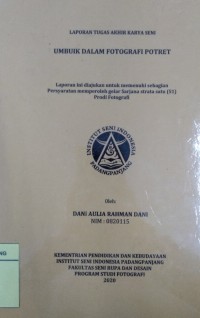 LAPORAN TUGAS AKHIR KARYA SENI
UMBUIK DALAM FOTOGRAFI POTRET
Laporan ini diajukan untuk memenuhi sebagian
Persyaratan memperoleh gelar Sarjana strata satu (S1)
Prodi Fotografi
INSTITUT SENI INDONESIA
PADANGPANJANG
Oleh:
DANI AULIA RAHMAN DANI
NIM : 0820115
KEMENTRIAN PENDIDIKAN DAN KEBUDAYAAN
INSTITUT SENI INDONESIA PADANGPANJANG
FAKULTAS SENI RUPA DAN DESAIN
PROGRAM STUDI FOTOGRAFI
2020